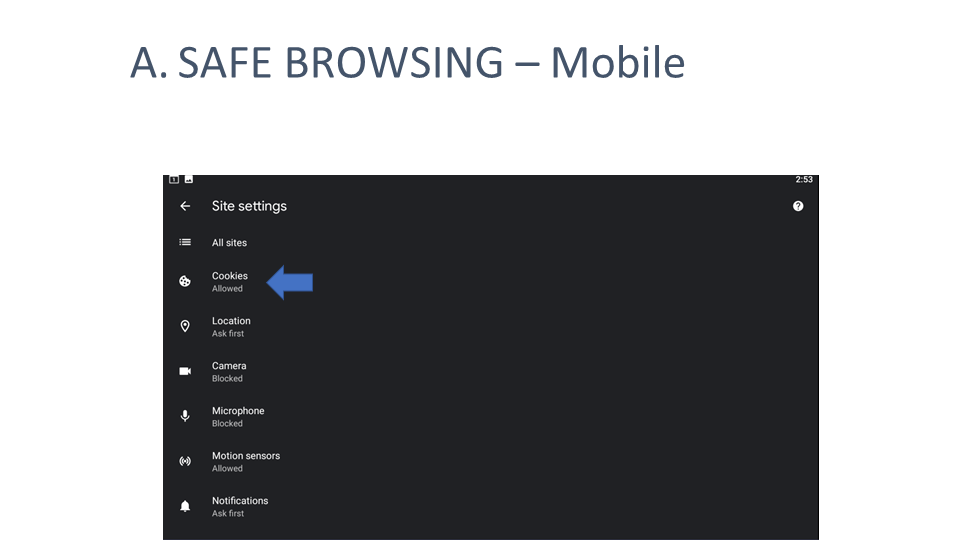 A. SAFE BROWSING – Mobile
2:53
Site settings
All sites
Cookies
Allowed
Location
Ask first
Camera
Blocked
Microphone
Blocked
Motion sensors
Allowed
Notifications
Ask first